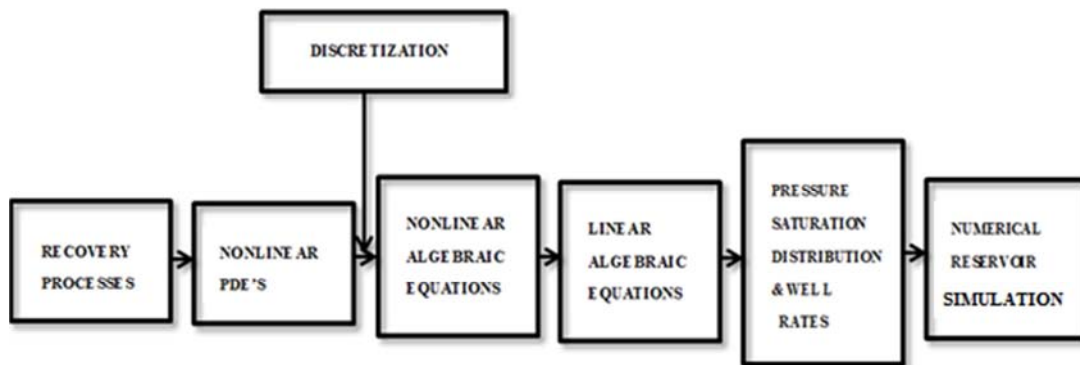 DISCRETIZATION
RECOVERY
PROCESSES
NONLINEAR
PDE'S
NONLINEAR
ALGEBRAIC
EQUATIONS
LINEAR
ALGEBRAIC
EQUATIONS
PRESSURE
SATURATION
DISTRIBUTION
& WELL
RATES
NUMERICAL
RESERVOIR
SIMULATION